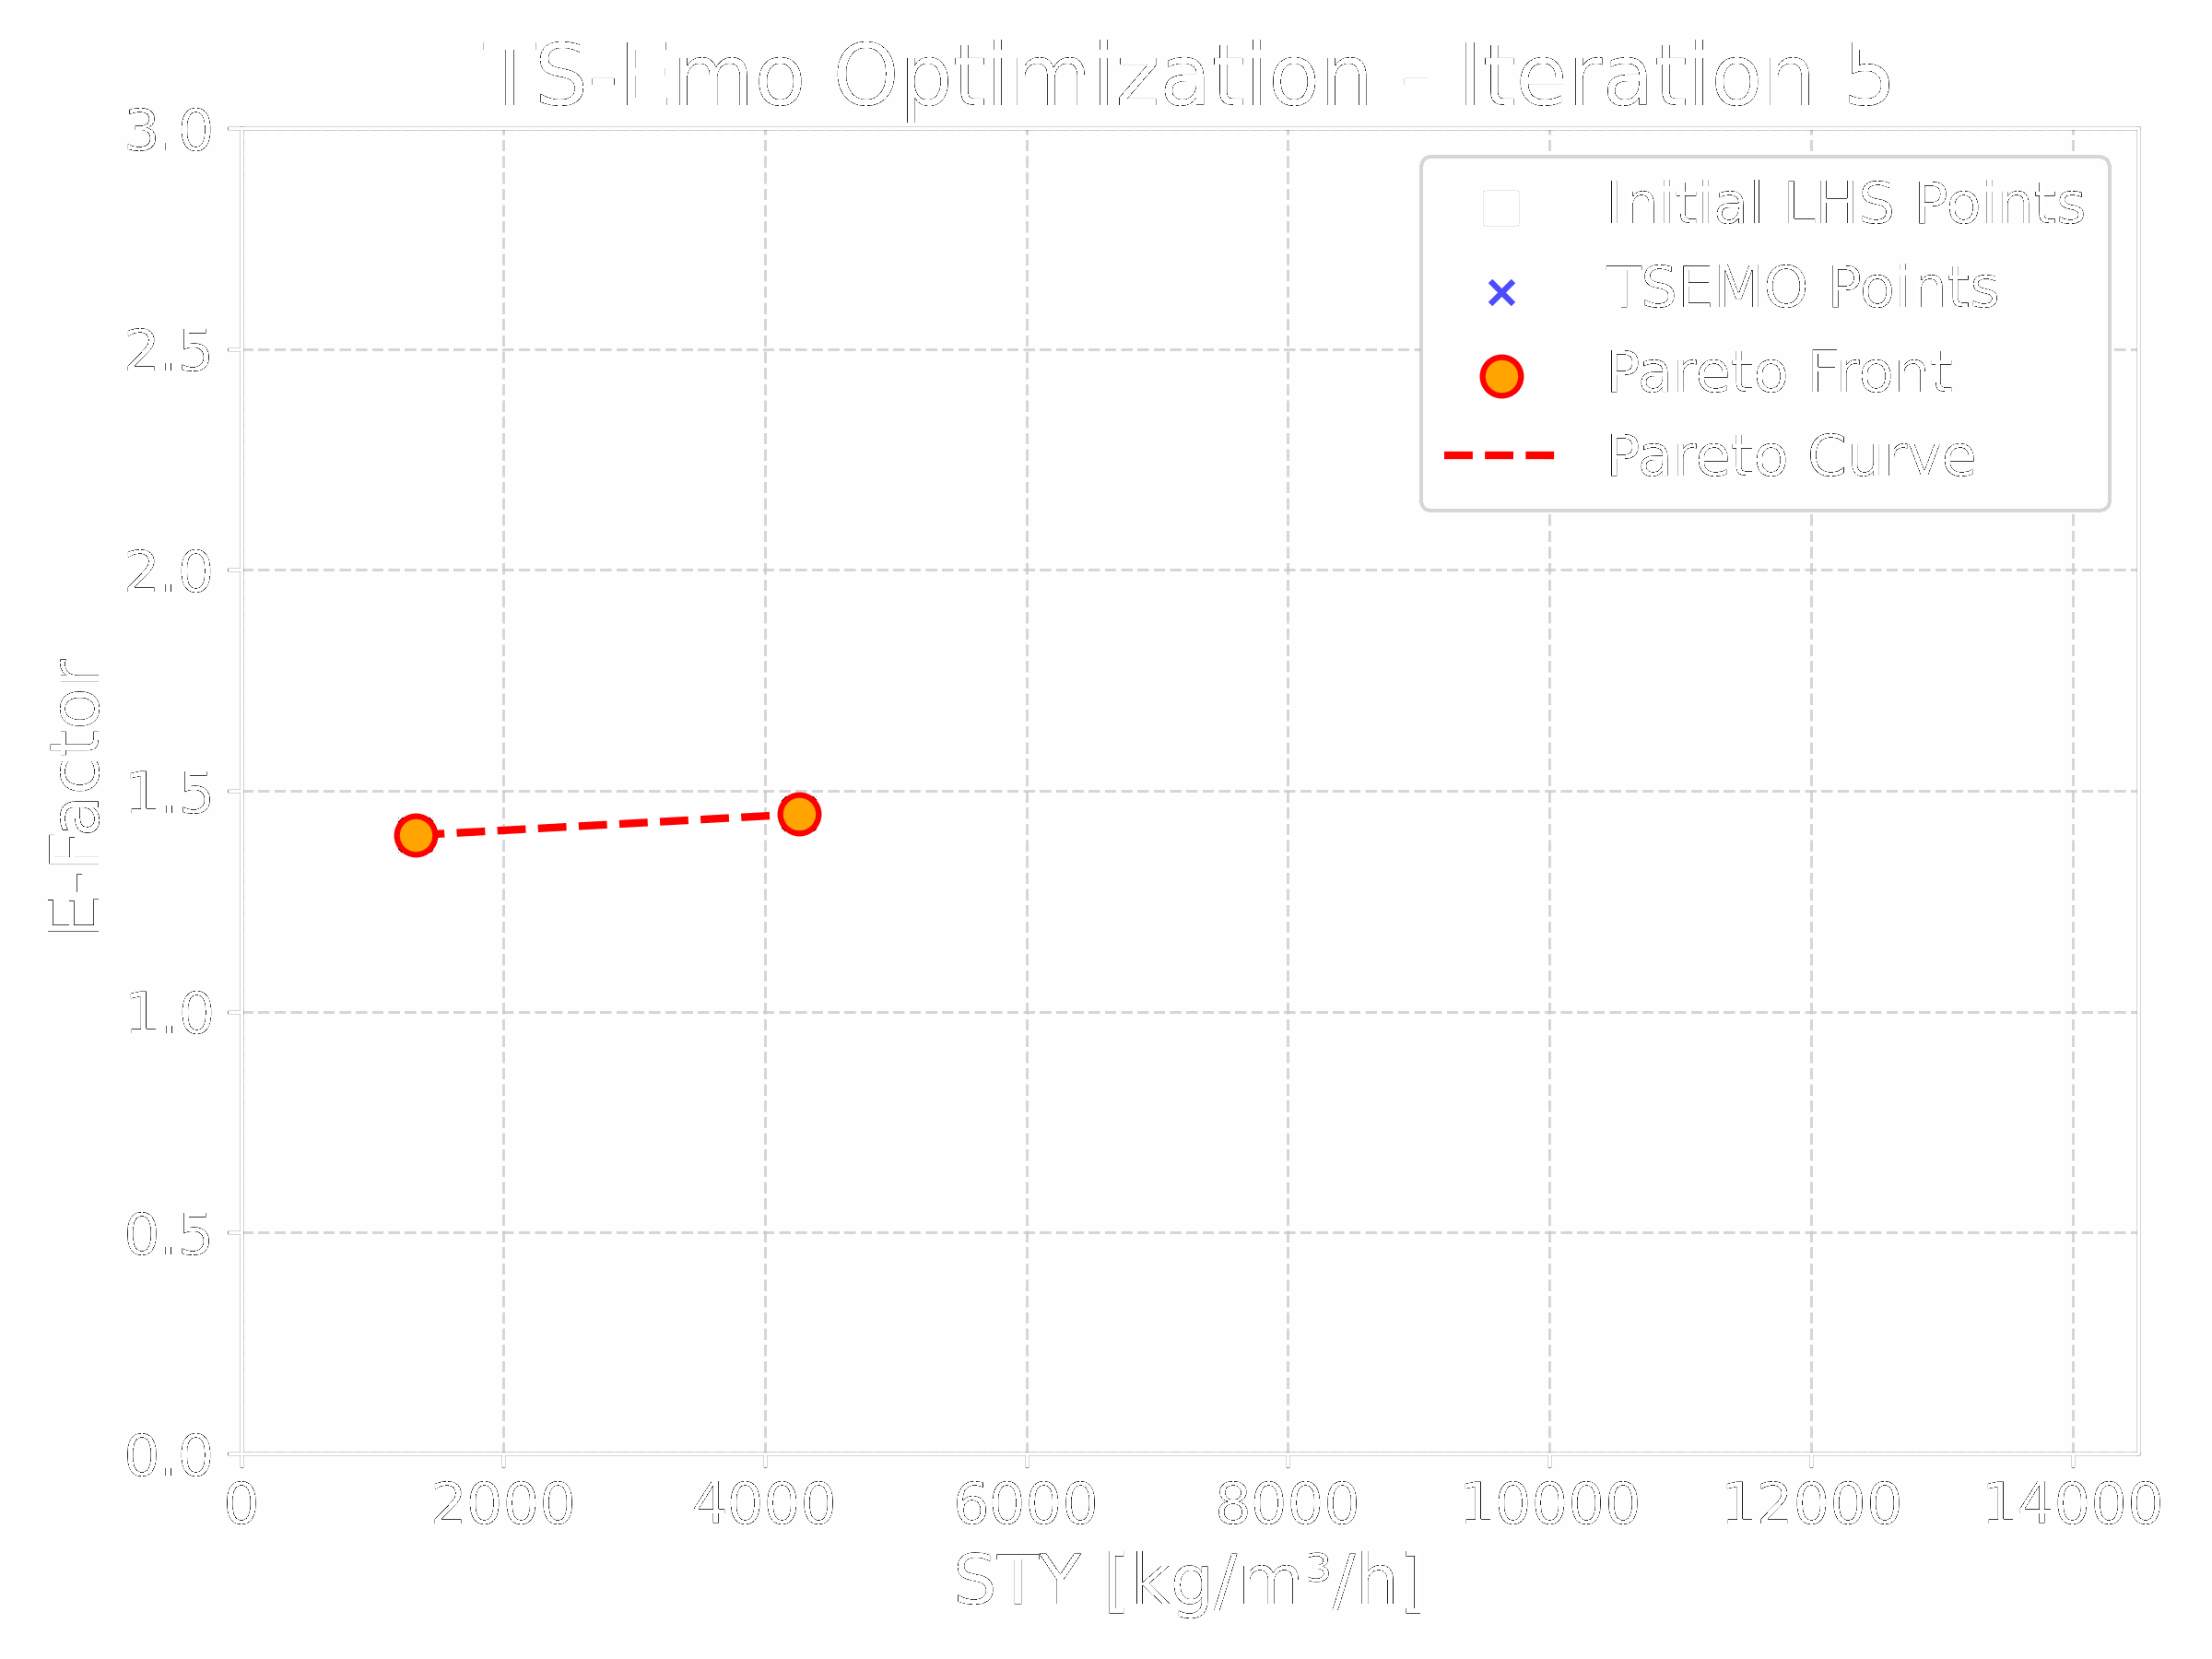 TS-Emo Optimization - Iteration 5
Initial LHS Points
TSEMO Points
Pareto Front
Pareto Curve
E-Factor
3.0
2.5
2.0
1.5
1.0
0.5
0.0
0 2000 4000 6000 8000 10000 12000 14000
STY [kg/m³/h]